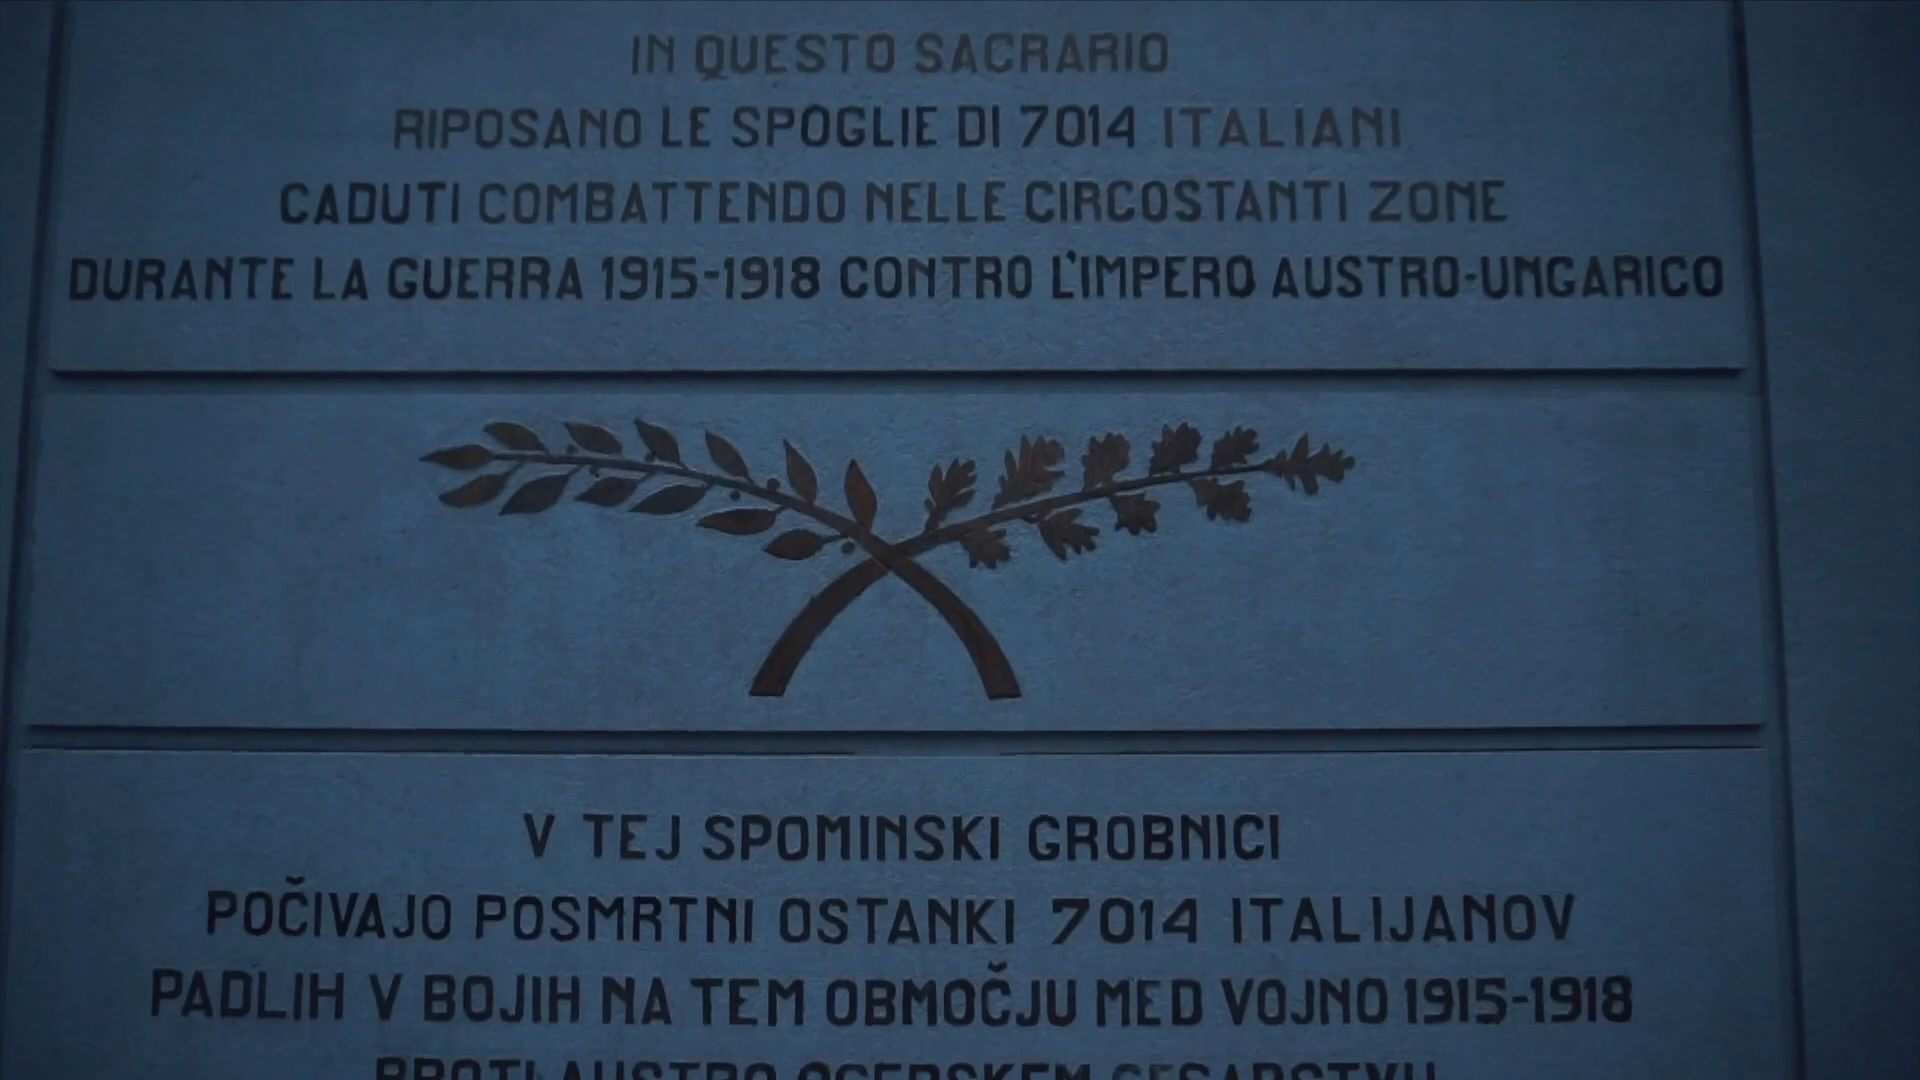 IN QUESTO SACRARIO
RIPOSANO LE SPOGLIE DI 7014 ITALIANI
CADUTI COMBATTENDO NELLE CIRCOSTANTI ZONE
DURANTE LA GUERRA 1915-1918 CONTRO L'IMPERO AUSTRO-UNGARICO
V TEJ SPOMINSKI GROBNICI
POČIVAJO POSMRTNI OSTANKI 7014 ITALIJANOV
PADLIH V BOJIH NA TEM OBMOČJU MED VOJNO 1915-1918